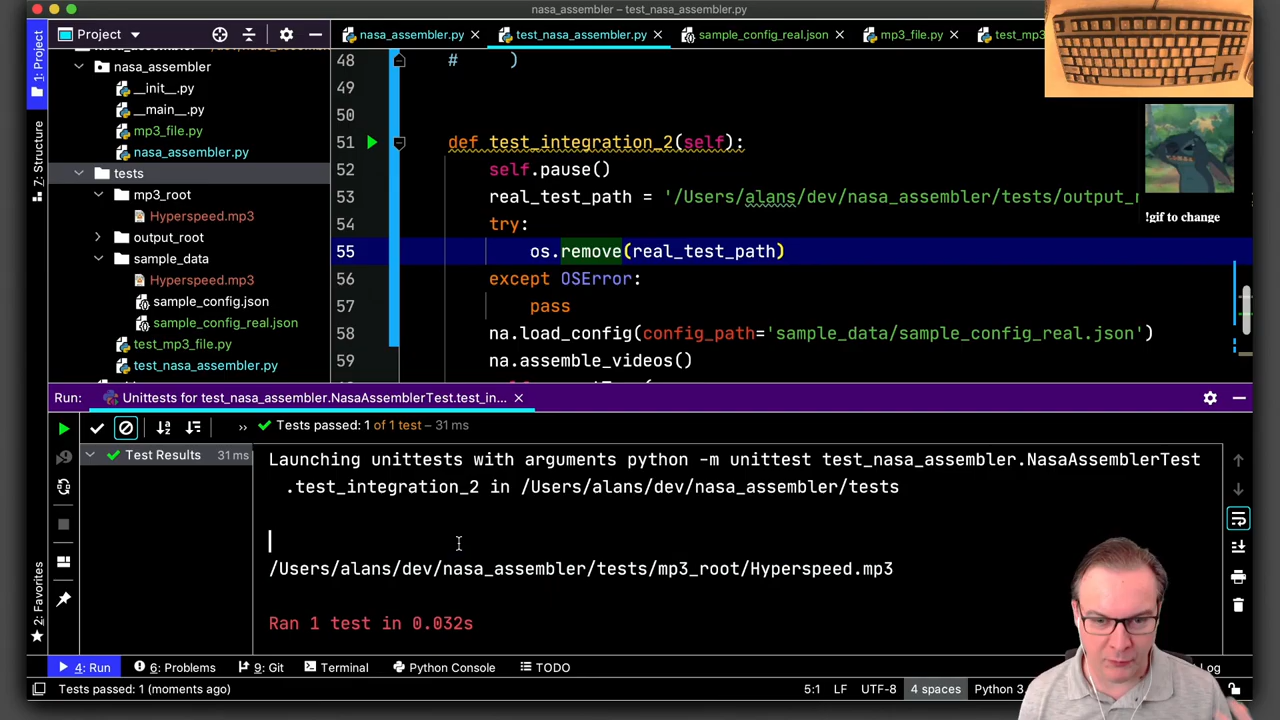 nasa_assembler – test_nasa_assembler.py
Project
nasa_assembler.py
test_nasa_assembler.py
sample_config_real.json
mp3_file.py
test_mp3
1: Project
Z: Structure
2: Favorites
nasa_assembler
__init__.py
__main__.py
mp3_file.py
nasa_assembler.py
tests
mp3_root
Hyperspeed.mp3
output_root
sample_data
Hyperspeed.mp3
sample_config.json
sample_config_real.json
test_mp3_file.py
test_nasa_assembler.py
48 # )
49
50
51 def test_integration_2(self):
52 self.pause()
53 real_test_path = '/Users/alans/dev/nasa_assembler/tests/output_r
54 try:
55 os.remove(real_test_path)
56 except OSError:
57 pass
58 na.load_config(config_path='sample_data/sample_config_real.json')
59 na.assemble_videos()
!gif to change
Run: Unittests for test_nasa_assembler.NasaAssemblerTest.test_in...
Tests passed: 1 of 1 test – 31 ms
Test Results 31 ms
Launching unittests with arguments python -m unittest test_nasa_assembler.NasaAssemblerTest
.test_integration_2 in /Users/alans/dev/nasa_assembler/tests
/Users/alans/dev/nasa_assembler/tests/mp3_root/Hyperspeed.mp3
Ran 1 test in 0.032s
4: Run 6: Problems 9: Git Terminal Python Console TODO Log
Tests passed: 1 (moments ago) 5:1 LF UTF-8 4 spaces Python 3